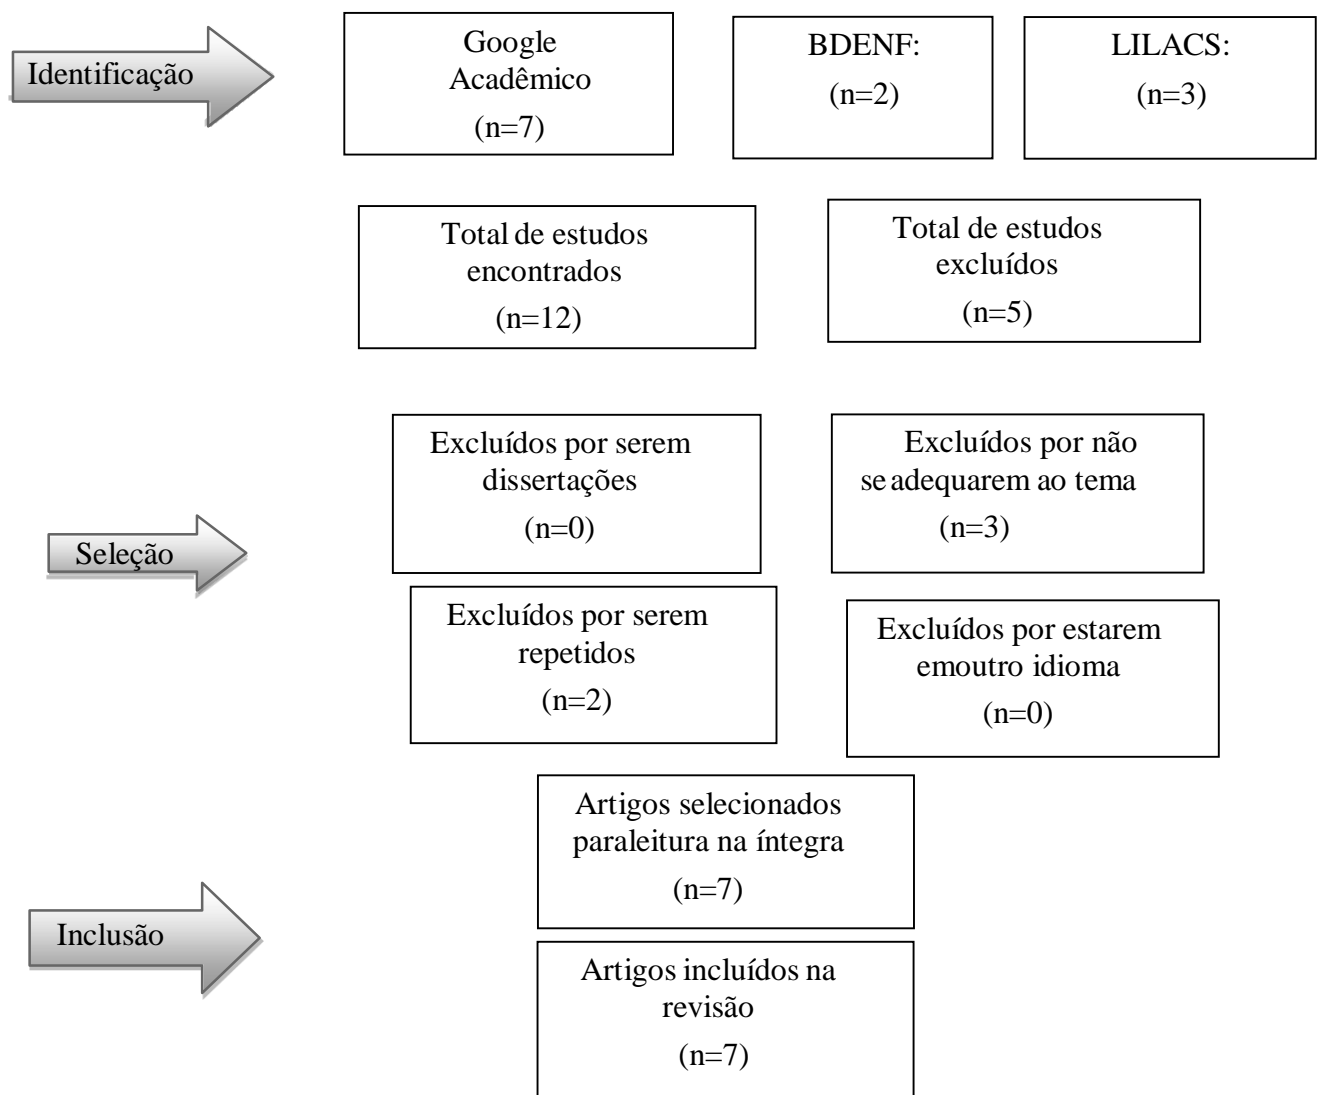 Identificação
Google
Acadêmico
(n=7)
BDENF:
(n=2)
LILACS:
(n=3)
Total de estudos
encontrados
(n=12)
Total de estudos
excluídos
(n=5)
Seleção
Excluídos por serem
dissertações
(n=0)
Excluídos por não
se adequarem ao tema
(n=3)
Excluídos por serem
repetidos
(n=2)
Excluídos por estarem
emoutro idioma
(n=0)
Inclusão
Artigos selecionados
paraleitura na íntegra
(n=7)
Artigos incluídos na
revisão
(n=7)